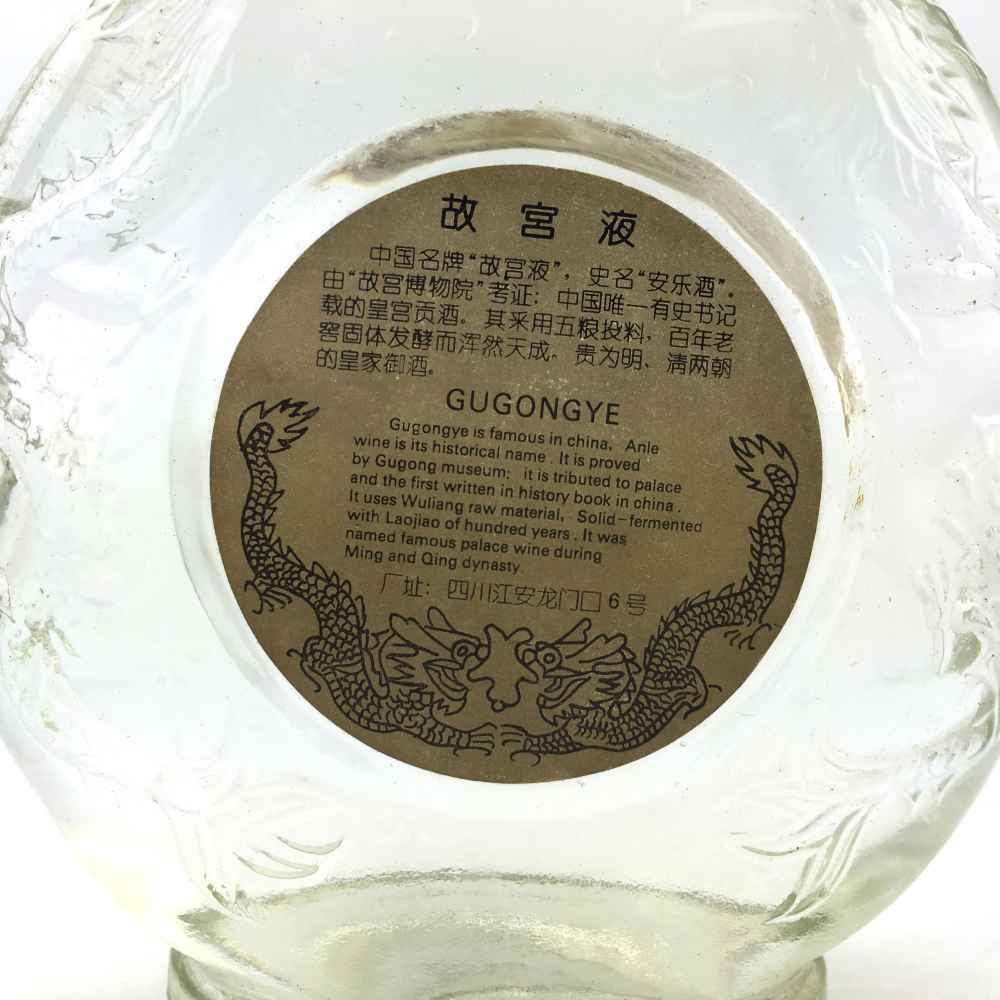 故宫液
中国名牌“故宫液”，史名“安乐酒”。
由“故宫博物院”考证：中国唯一有史书记
载的皇宫贡酒。其采用五粮投料，百年老
窖固体发酵而浑然天成。贵为明、清两朝
的皇家御酒。
GUGONGYE
Gugongye is famous in china, Anle
wine is its historical name. It is proved
by Gugong museum: it is tributed to palace
and the first written in history book in china.
It uses Wuliang raw material, Solid-fermented
with Laojiao of hundred years. It was
named famous palace wine during
Ming and Qing dynasty.
厂址：四川江安龙门口6号